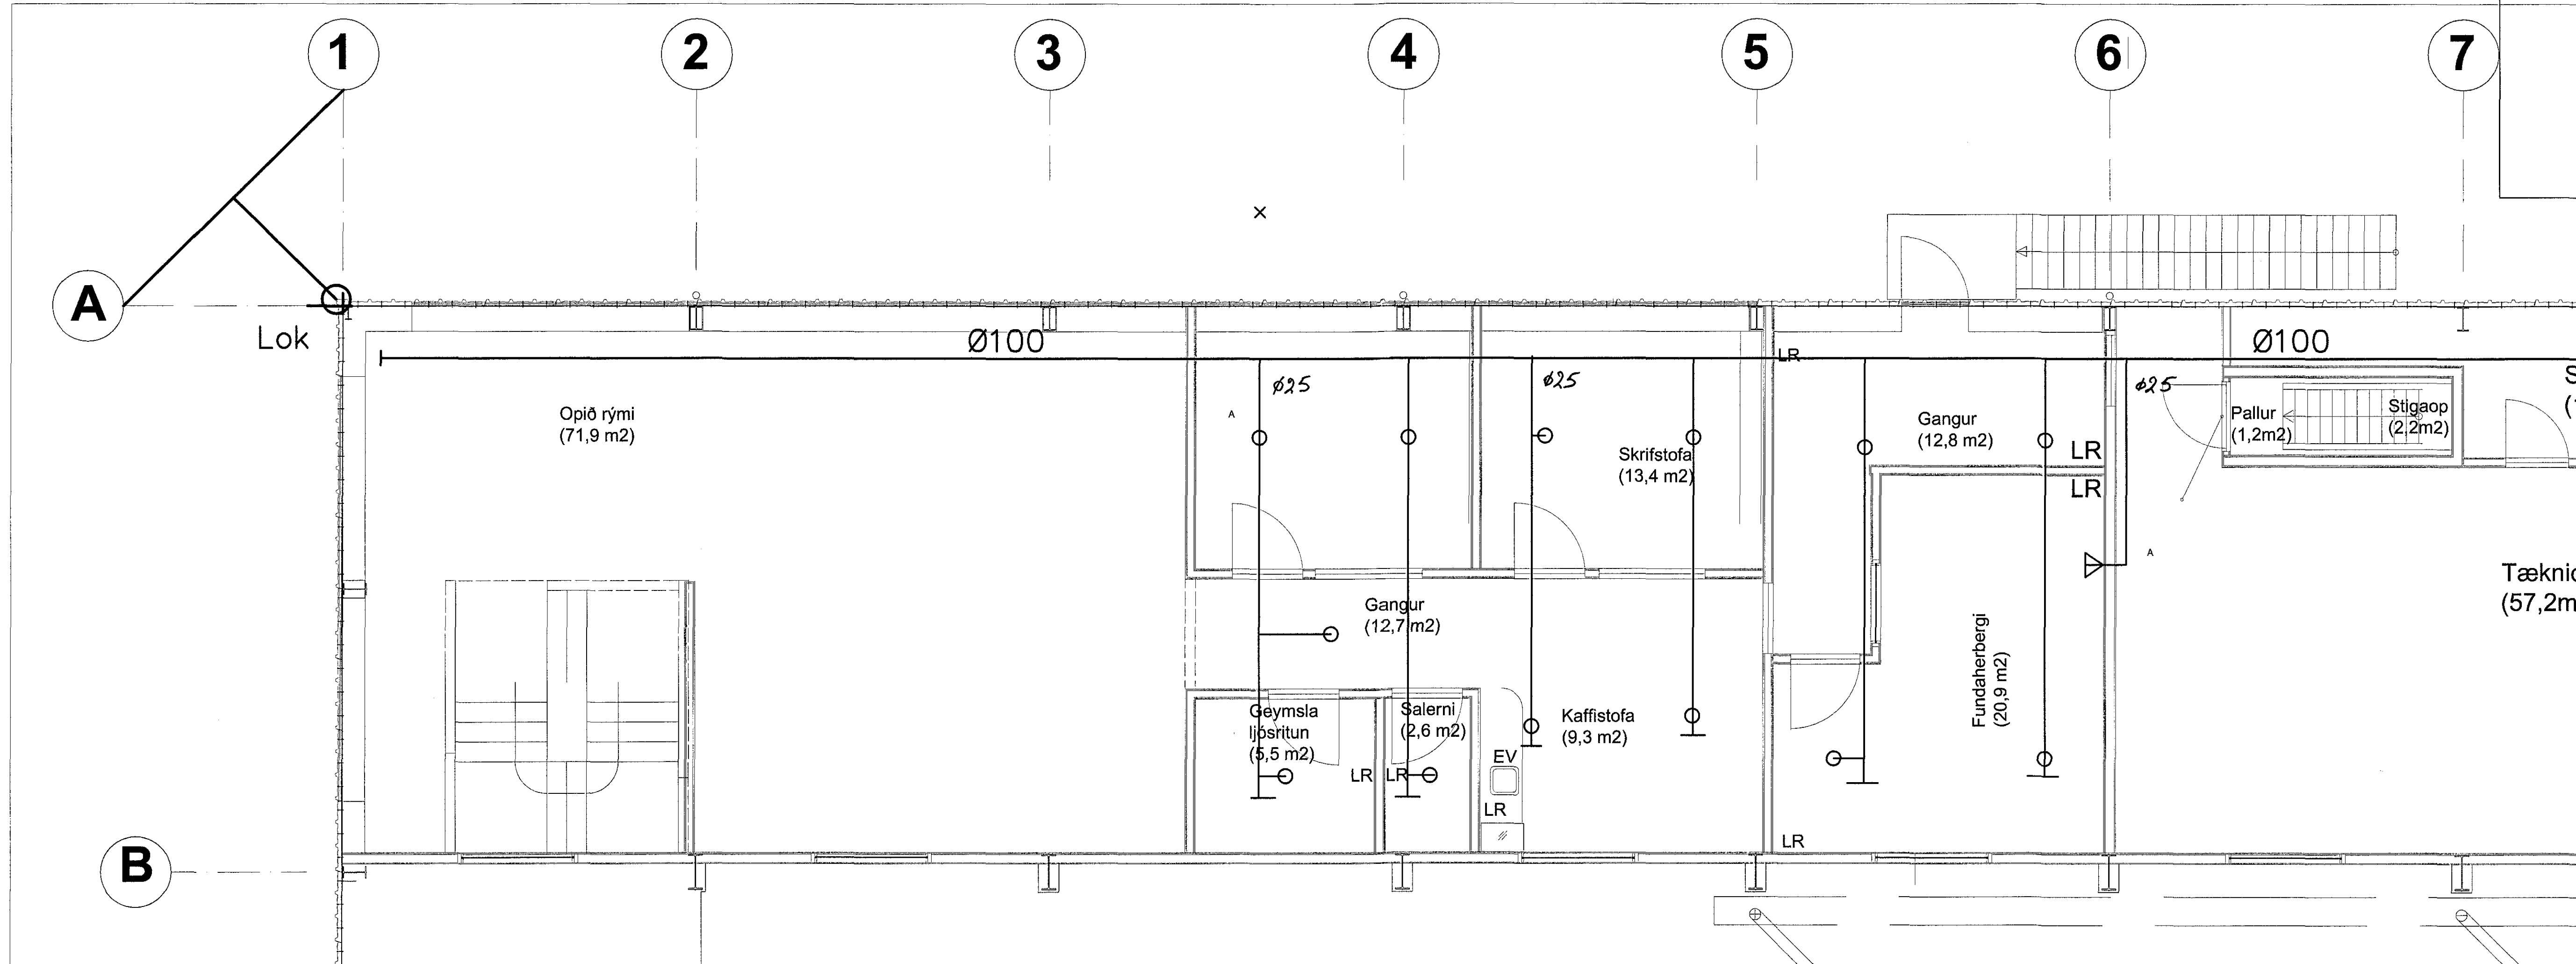 1
2
3
4
5
6
7
A
Lok
Ø100
LR
Ø100
ø25
ø25
ø25
A
Opið rými
(71,9 m2)
Skrifstofa
(13,4 m2)
Gangur
(12,8 m2)
LR
LR
Pallur
(1,2m2)
Stigaop
(2,2m2)
A
Gangur
(12,7 m2)
Fundaherbergi
(20,9 m2)
Geymsla
ljósritun
(5,5 m2)
Salerni
(2,6 m2)
Kaffistofa
(9,3 m2)
EV
LR
LR
LR
LR
B
(57,2m